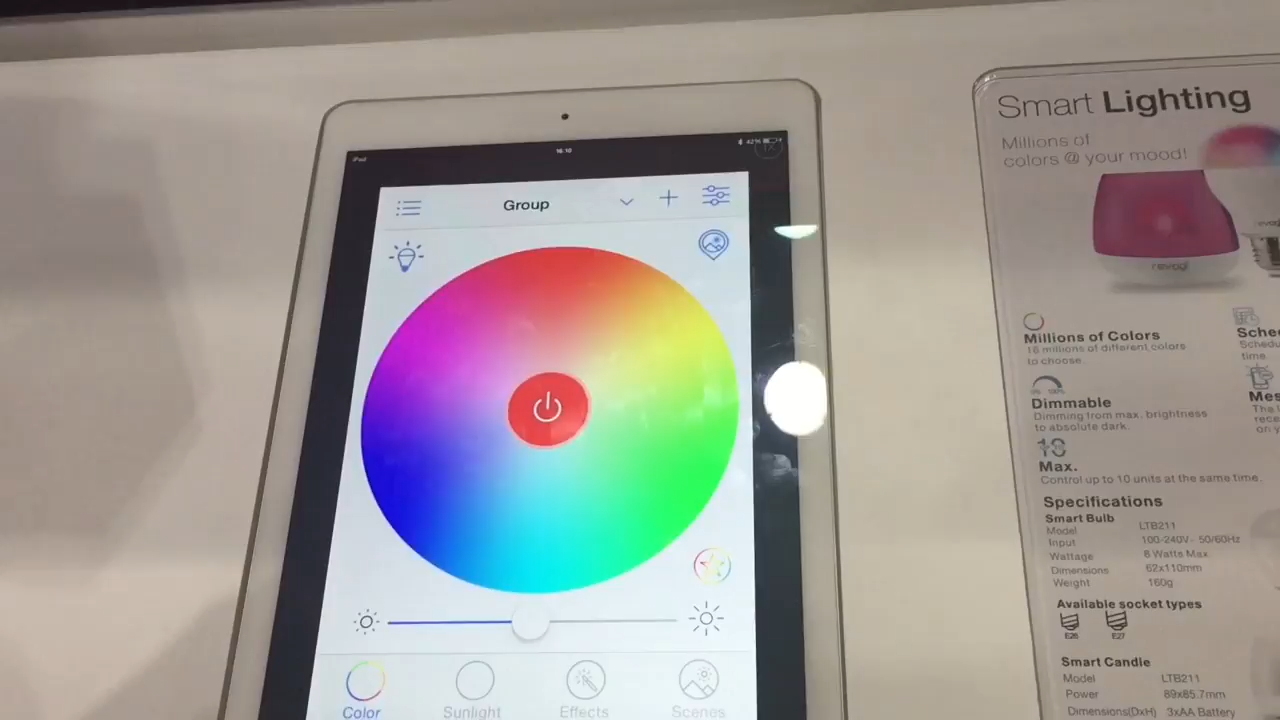 iPad
16:10
42%
1x
Group
Color
Sunlight
Effects
Scenes
Smart Lighting
Millions of
colors @ your mood!
revogi
Millions of Colors
16 millions of different colors
to choose.
Dimmable
Dimming from max. brightness
to absolute dark.
10
Max.
Control up to 10 units at the same time.
Specifications
Smart Bulb
Model LTB211
Input 100-240V~ 50/60Hz
Wattage 8 Watts Max
Dimensions 62x110mm
Weight 160g
Available socket types
E26 E27
Smart Candle
Model LTB211
Power 89x85.7mm
Dimensions(DxH) 3xAA Battery